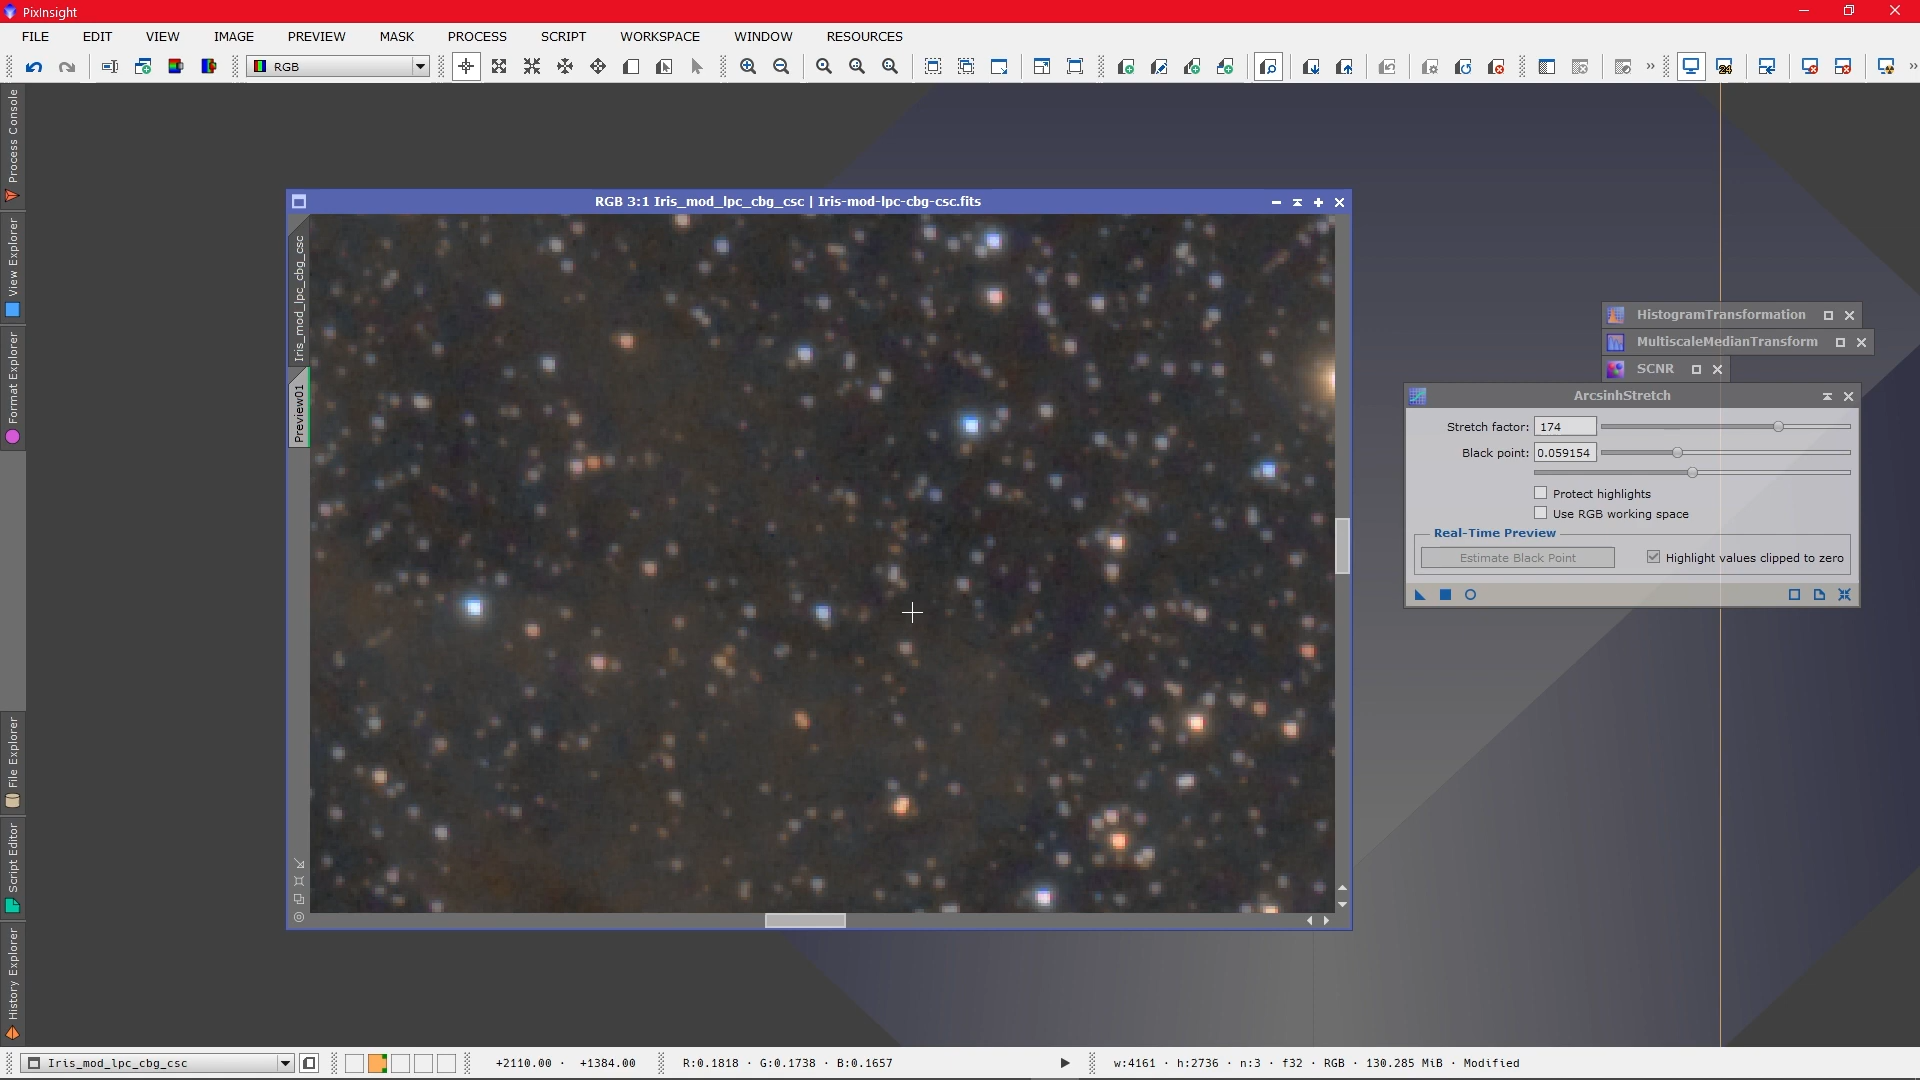 PixInsight
FILE EDIT VIEW IMAGE PREVIEW MASK PROCESS SCRIPT WORKSPACE WINDOW RESOURCES
RGB
24
Process Console
View Explorer
Format Explorer
File Explorer
Script Editor
History Explorer
RGB 3:1 Iris_mod_lpc_cbg_csc | Iris-mod-lpc-cbg-csc.fits
Iris_mod_lpc_cbg_csc
Preview01
HistogramTransformation
MultiscaleMedianTransform
SCNR
ArcsinhStretch
Stretch factor: 174
Black point: 0.059154
Protect highlights
Use RGB working space
Real-Time Preview
Estimate Black Point Highlight values clipped to zero
Iris_mod_lpc_cbg_csc +2110.00 · +1384.00 R:0.1818 · G:0.1738 · B:0.1657 w:4161 · h:2736 · n:3 · f32 · RGB · 130.285 MiB · Modified